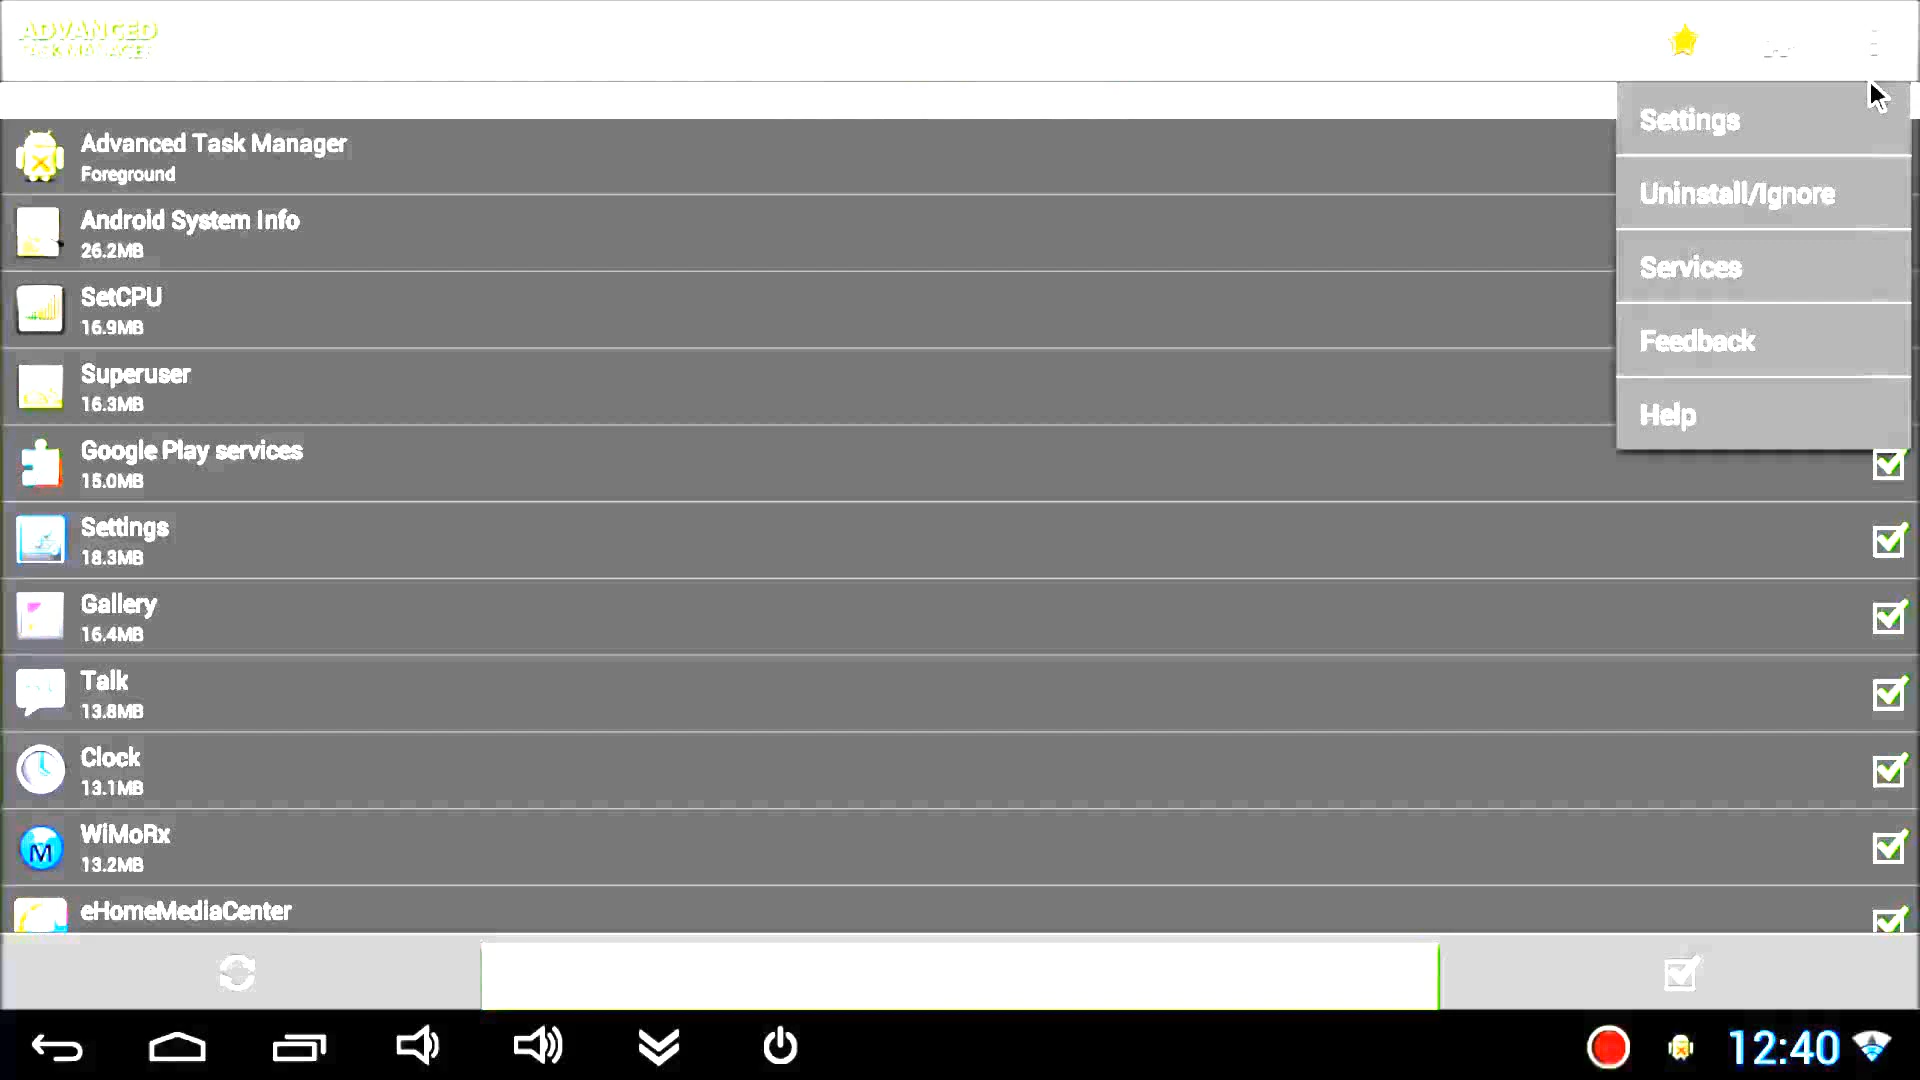 ADVANCED
TASK MANAGER
Settings
Uninstall/Ignore
Services
Feedback
Help
Advanced Task Manager
Foreground
Android System Info
26.2MB
SetCPU
16.9MB
Superuser
16.3MB
Google Play services
15.0MB
Settings
18.3MB
Gallery
16.4MB
Talk
13.8MB
Clock
13.1MB
WiMoRx
13.2MB
eHomeMediaCenter
12:40